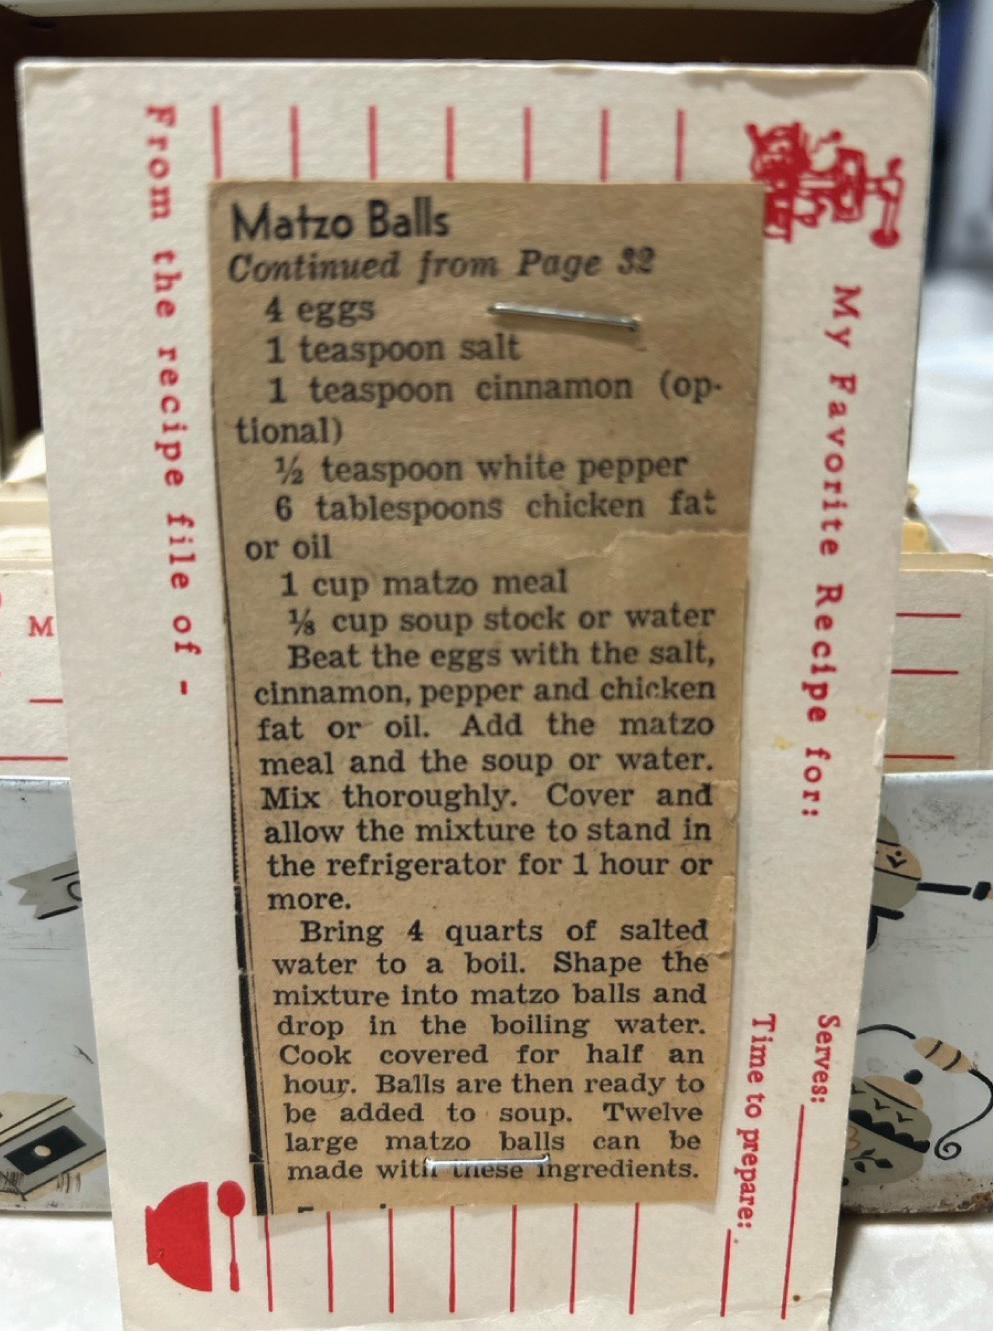 Matzo Balls
Continued from Page 32
4 eggs
1 teaspoon salt
1 teaspoon cinnamon (op-
tional)
½ teaspoon white pepper
6 tablespoons chicken fat
or oil
1 cup matzo meal
⅛ cup soup stock or water
Beat the eggs with the salt,
cinnamon, pepper and chicken
fat or oil. Add the matzo
meal and the soup or water.
Mix thoroughly. Cover and
allow the mixture to stand in
the refrigerator for 1 hour or
more.
Bring 4 quarts of salted
water to a boil. Shape the
mixture into matzo balls and
drop in the boiling water.
Cook covered for half an
hour. Balls are then ready to
be added to soup. Twelve
large matzo balls can be
made with these ingredients.
My Favorite Recipe for:
Serves:
Time to prepare:
From the recipe file of -
M